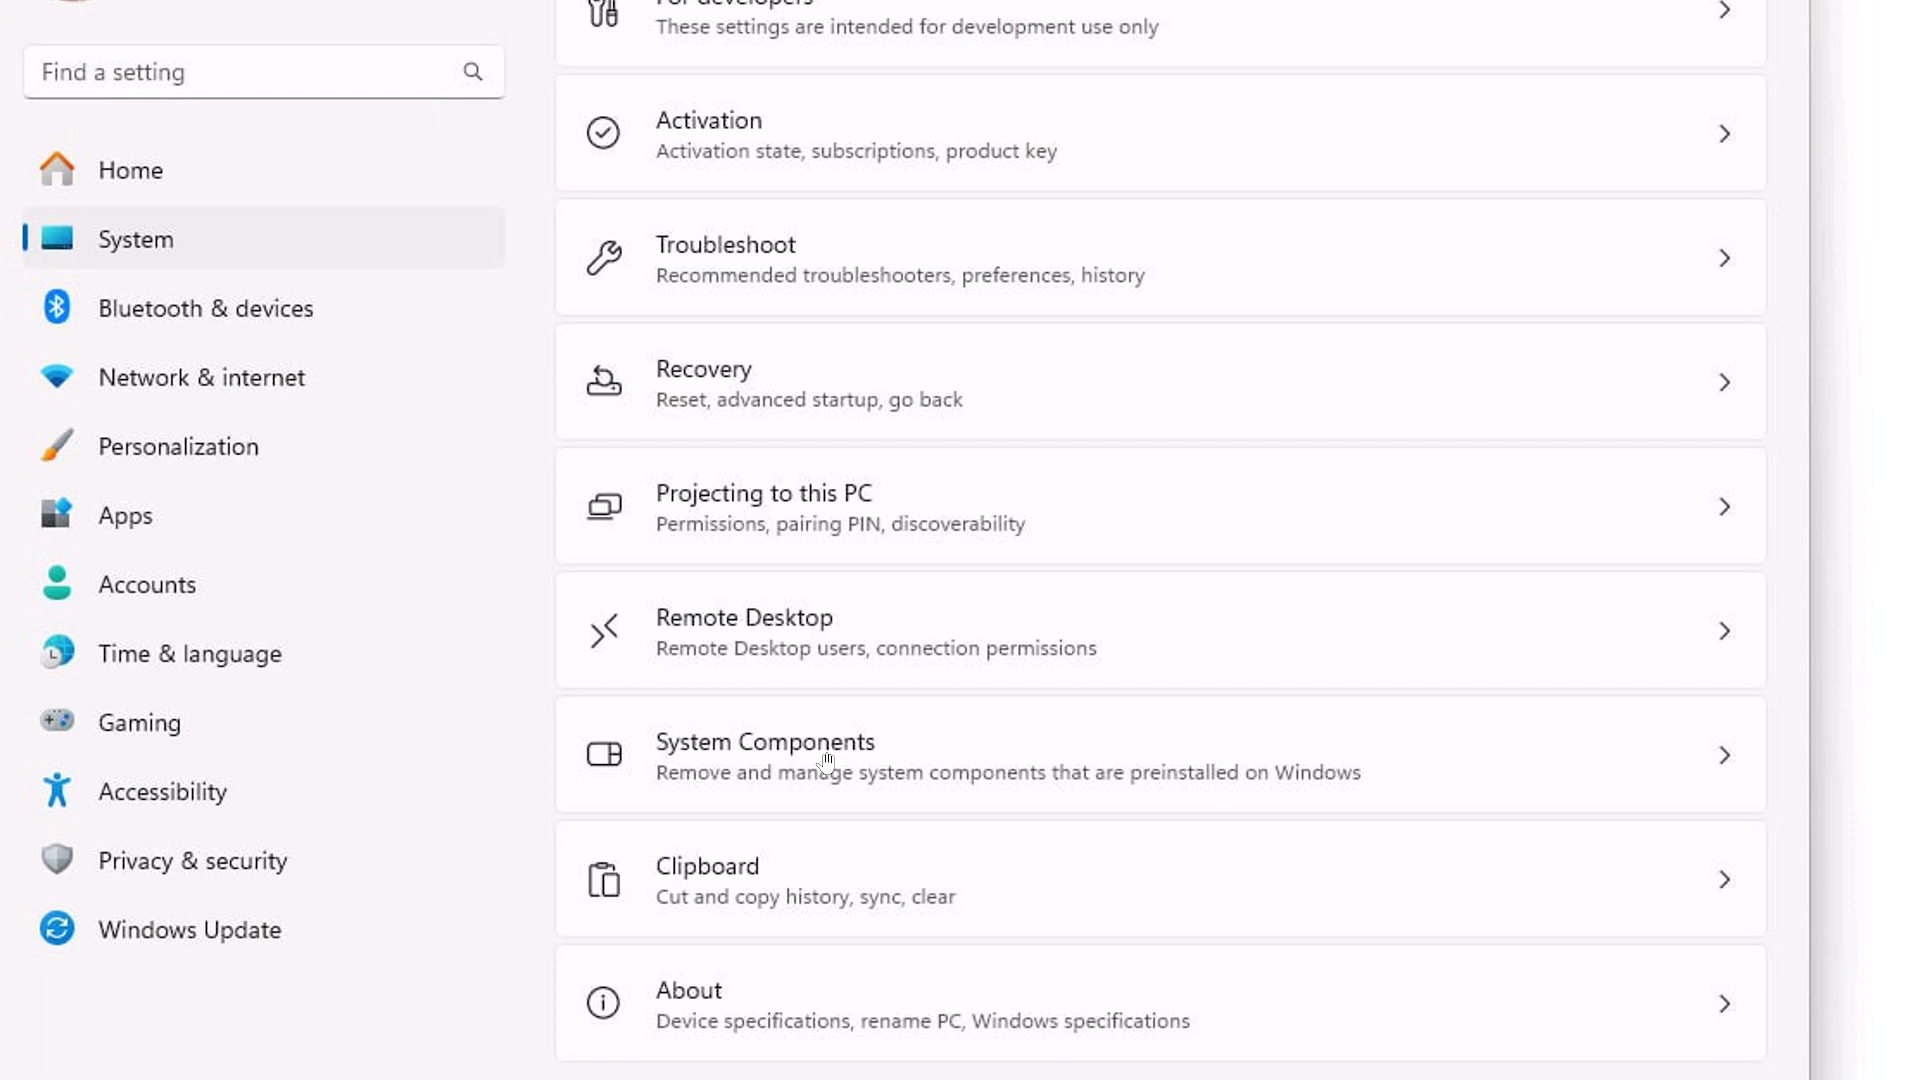 Find a setting
Home
System
Bluetooth & devices
Network & internet
Personalization
Apps
Accounts
Time & language
Gaming
Accessibility
Privacy & security
Windows Update
For developers
These settings are intended for development use only
Activation
Activation state, subscriptions, product key
Troubleshoot
Recommended troubleshooters, preferences, history
Recovery
Reset, advanced startup, go back
Projecting to this PC
Permissions, pairing PIN, discoverability
Remote Desktop
Remote Desktop users, connection permissions
System Components
Remove and manage system components that are preinstalled on Windows
Clipboard
Cut and copy history, sync, clear
About
Device specifications, rename PC, Windows specifications